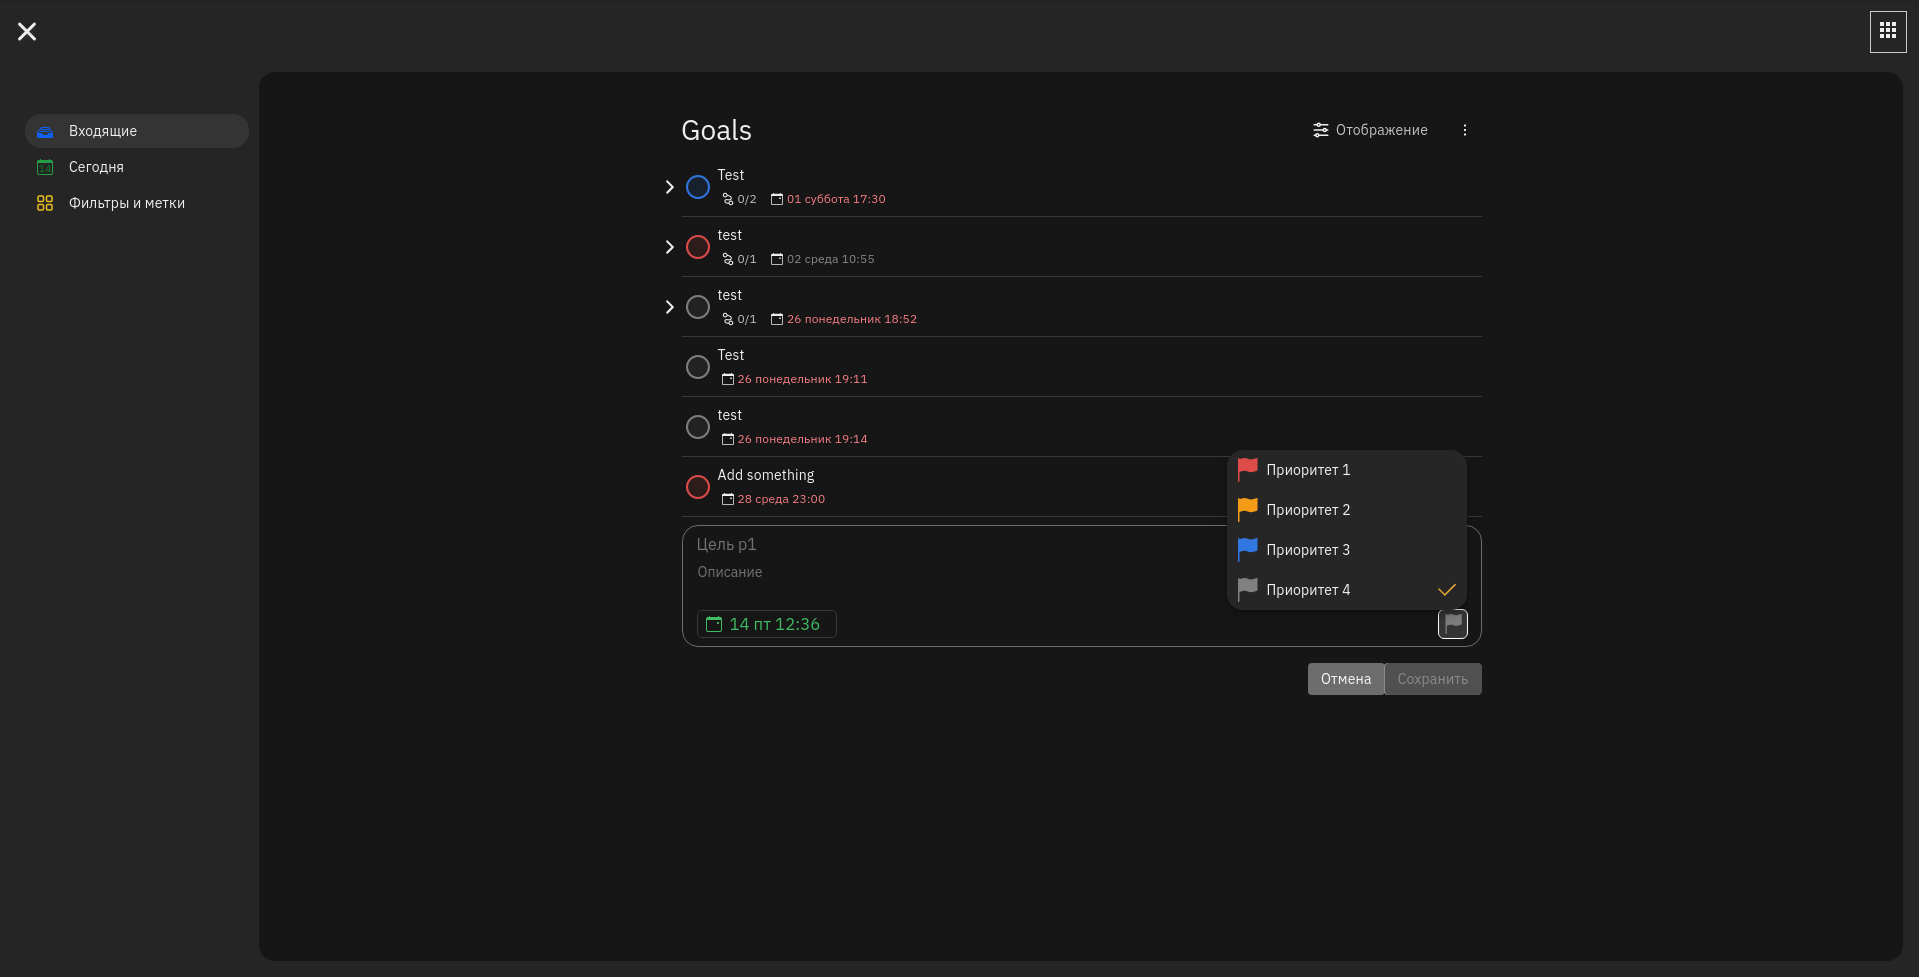 Входящие
14
Сегодня
Фильтры и метки
Goals
Отображение
Test
0/2 01 суббота 17:30
test
0/1 02 среда 10:55
test
0/1 26 понедельник 18:52
Test
26 понедельник 19:11
test
26 понедельник 19:14
Add something
28 среда 23:00
Приоритет 1
Приоритет 2
Приоритет 3
Приоритет 4
Цель p1
Описание
14 пт 12:36
Отмена
Сохранить